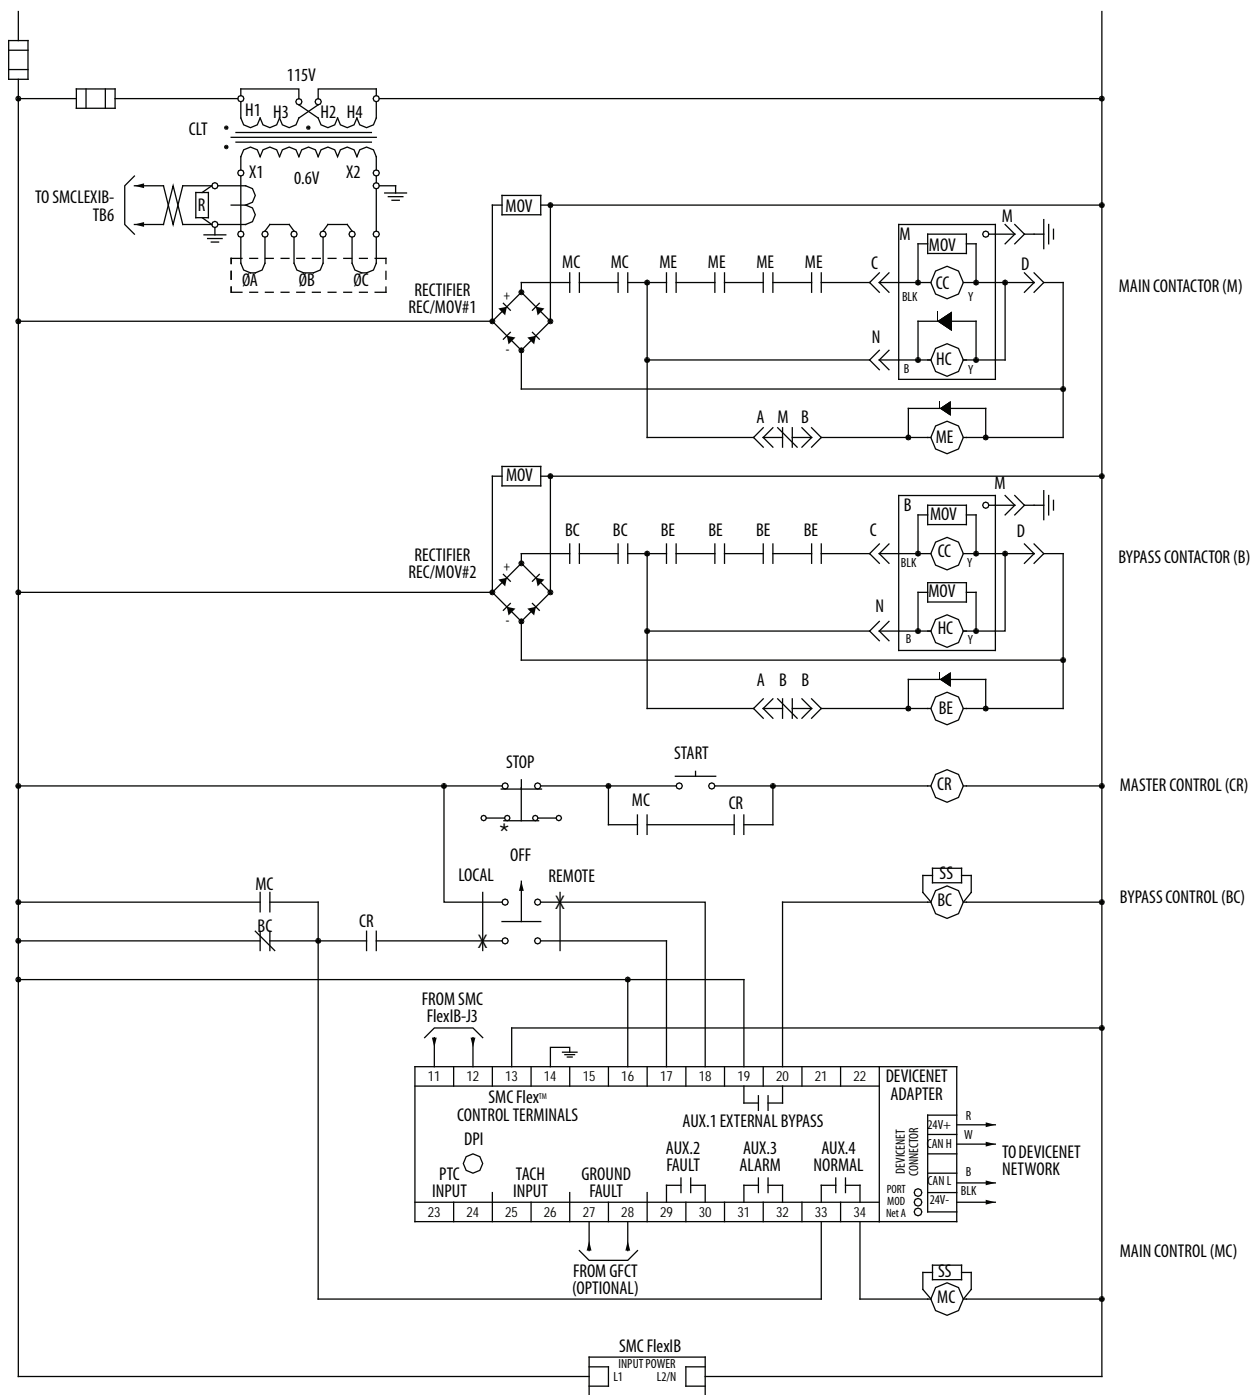 115V
H1 H3 H2 H4
CLT
X1 0.6V X2
TO SMCLEXIB-
TB6
R
ØA ØB ØC
MOV
RECTIFIER
REC/MOV#1
+
-
MC MC ME ME ME ME
C
M
MOV
CC
BLK Y
M
D
N
HC
B Y
MAIN CONTACTOR (M)
A M B
ME
MOV
RECTIFIER
REC/MOV#2
+
-
BC BC BE BE BE BE
C
B
MOV
CC
BLK Y
M
D
N
MOV
HC
B Y
BYPASS CONTACTOR (B)
A B B
BE
STOP
START
MC CR
CR
MASTER CONTROL (CR)
*
OFF
LOCAL REMOTE
MC
BC
CR
SS
BC
BYPASS CONTROL (BC)
FROM SMC
FlexIB-J3
11 12 13 14 15 16 17 18 19 20 21 22
SMC Flex™
CONTROL TERMINALS
AUX.1 EXTERNAL BYPASS
DPI
PTC
INPUT
TACH
INPUT
GROUND
FAULT
AUX.2
FAULT
AUX.3
ALARM
AUX.4
NORMAL
23 24 25 26 27 28 29 30 31 32 33 34
DEVICENET
ADAPTER
DEVICENET
CONNECTOR
24V+ R
CAN H W
CAN L B
24V- BLK
PORT
MOD
Net A
TO DEVICENET
NETWORK
FROM GFCT
(OPTIONAL)
MAIN CONTROL (MC)
SS
MC
SMC FlexIB
INPUT POWER
L1 L2/N